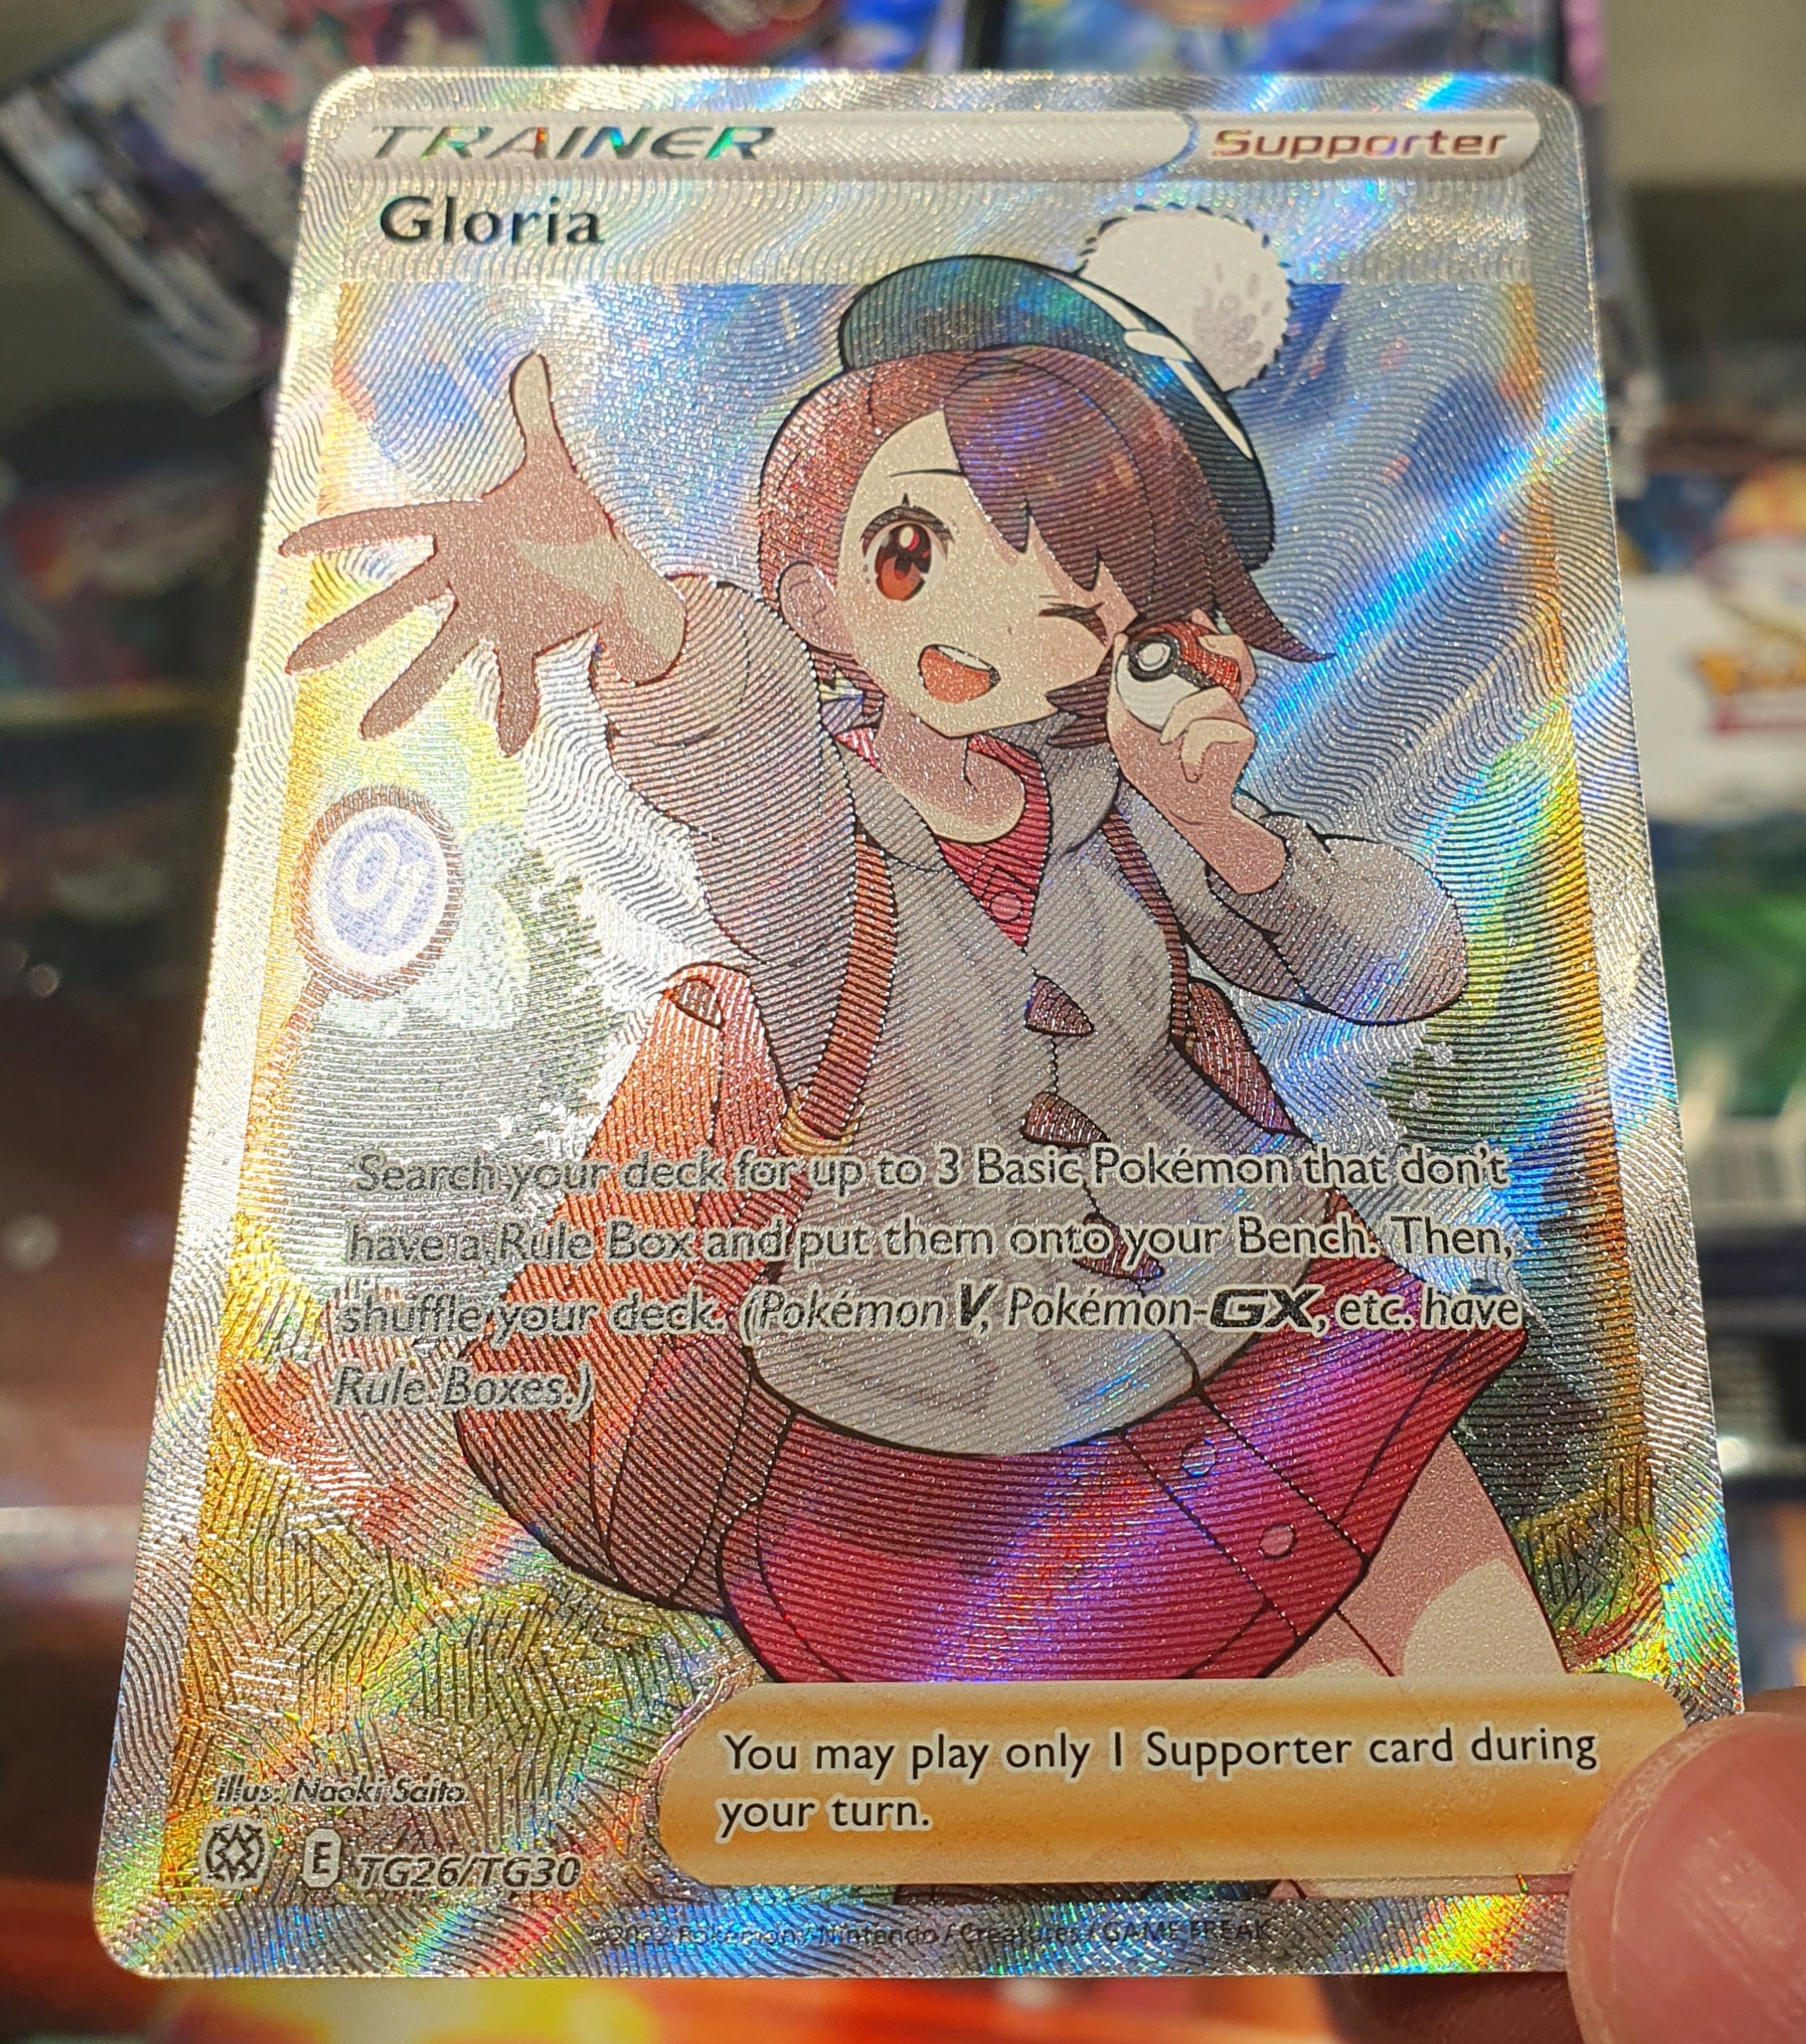 TRAINER
Supporter
Gloria
01
Search your deck for up to 3 Basic Pokémon that don't
have a Rule Box and put them onto your Bench. Then,
shuffle your deck. (Pokémon V, Pokémon-GX, etc. have
Rule Boxes.)
You may play only 1 Supporter card during
your turn.
Illus. Naoki Saito
E TG26/TG30
©2022 Pokémon / Nintendo / Creatures / GAME FREAK